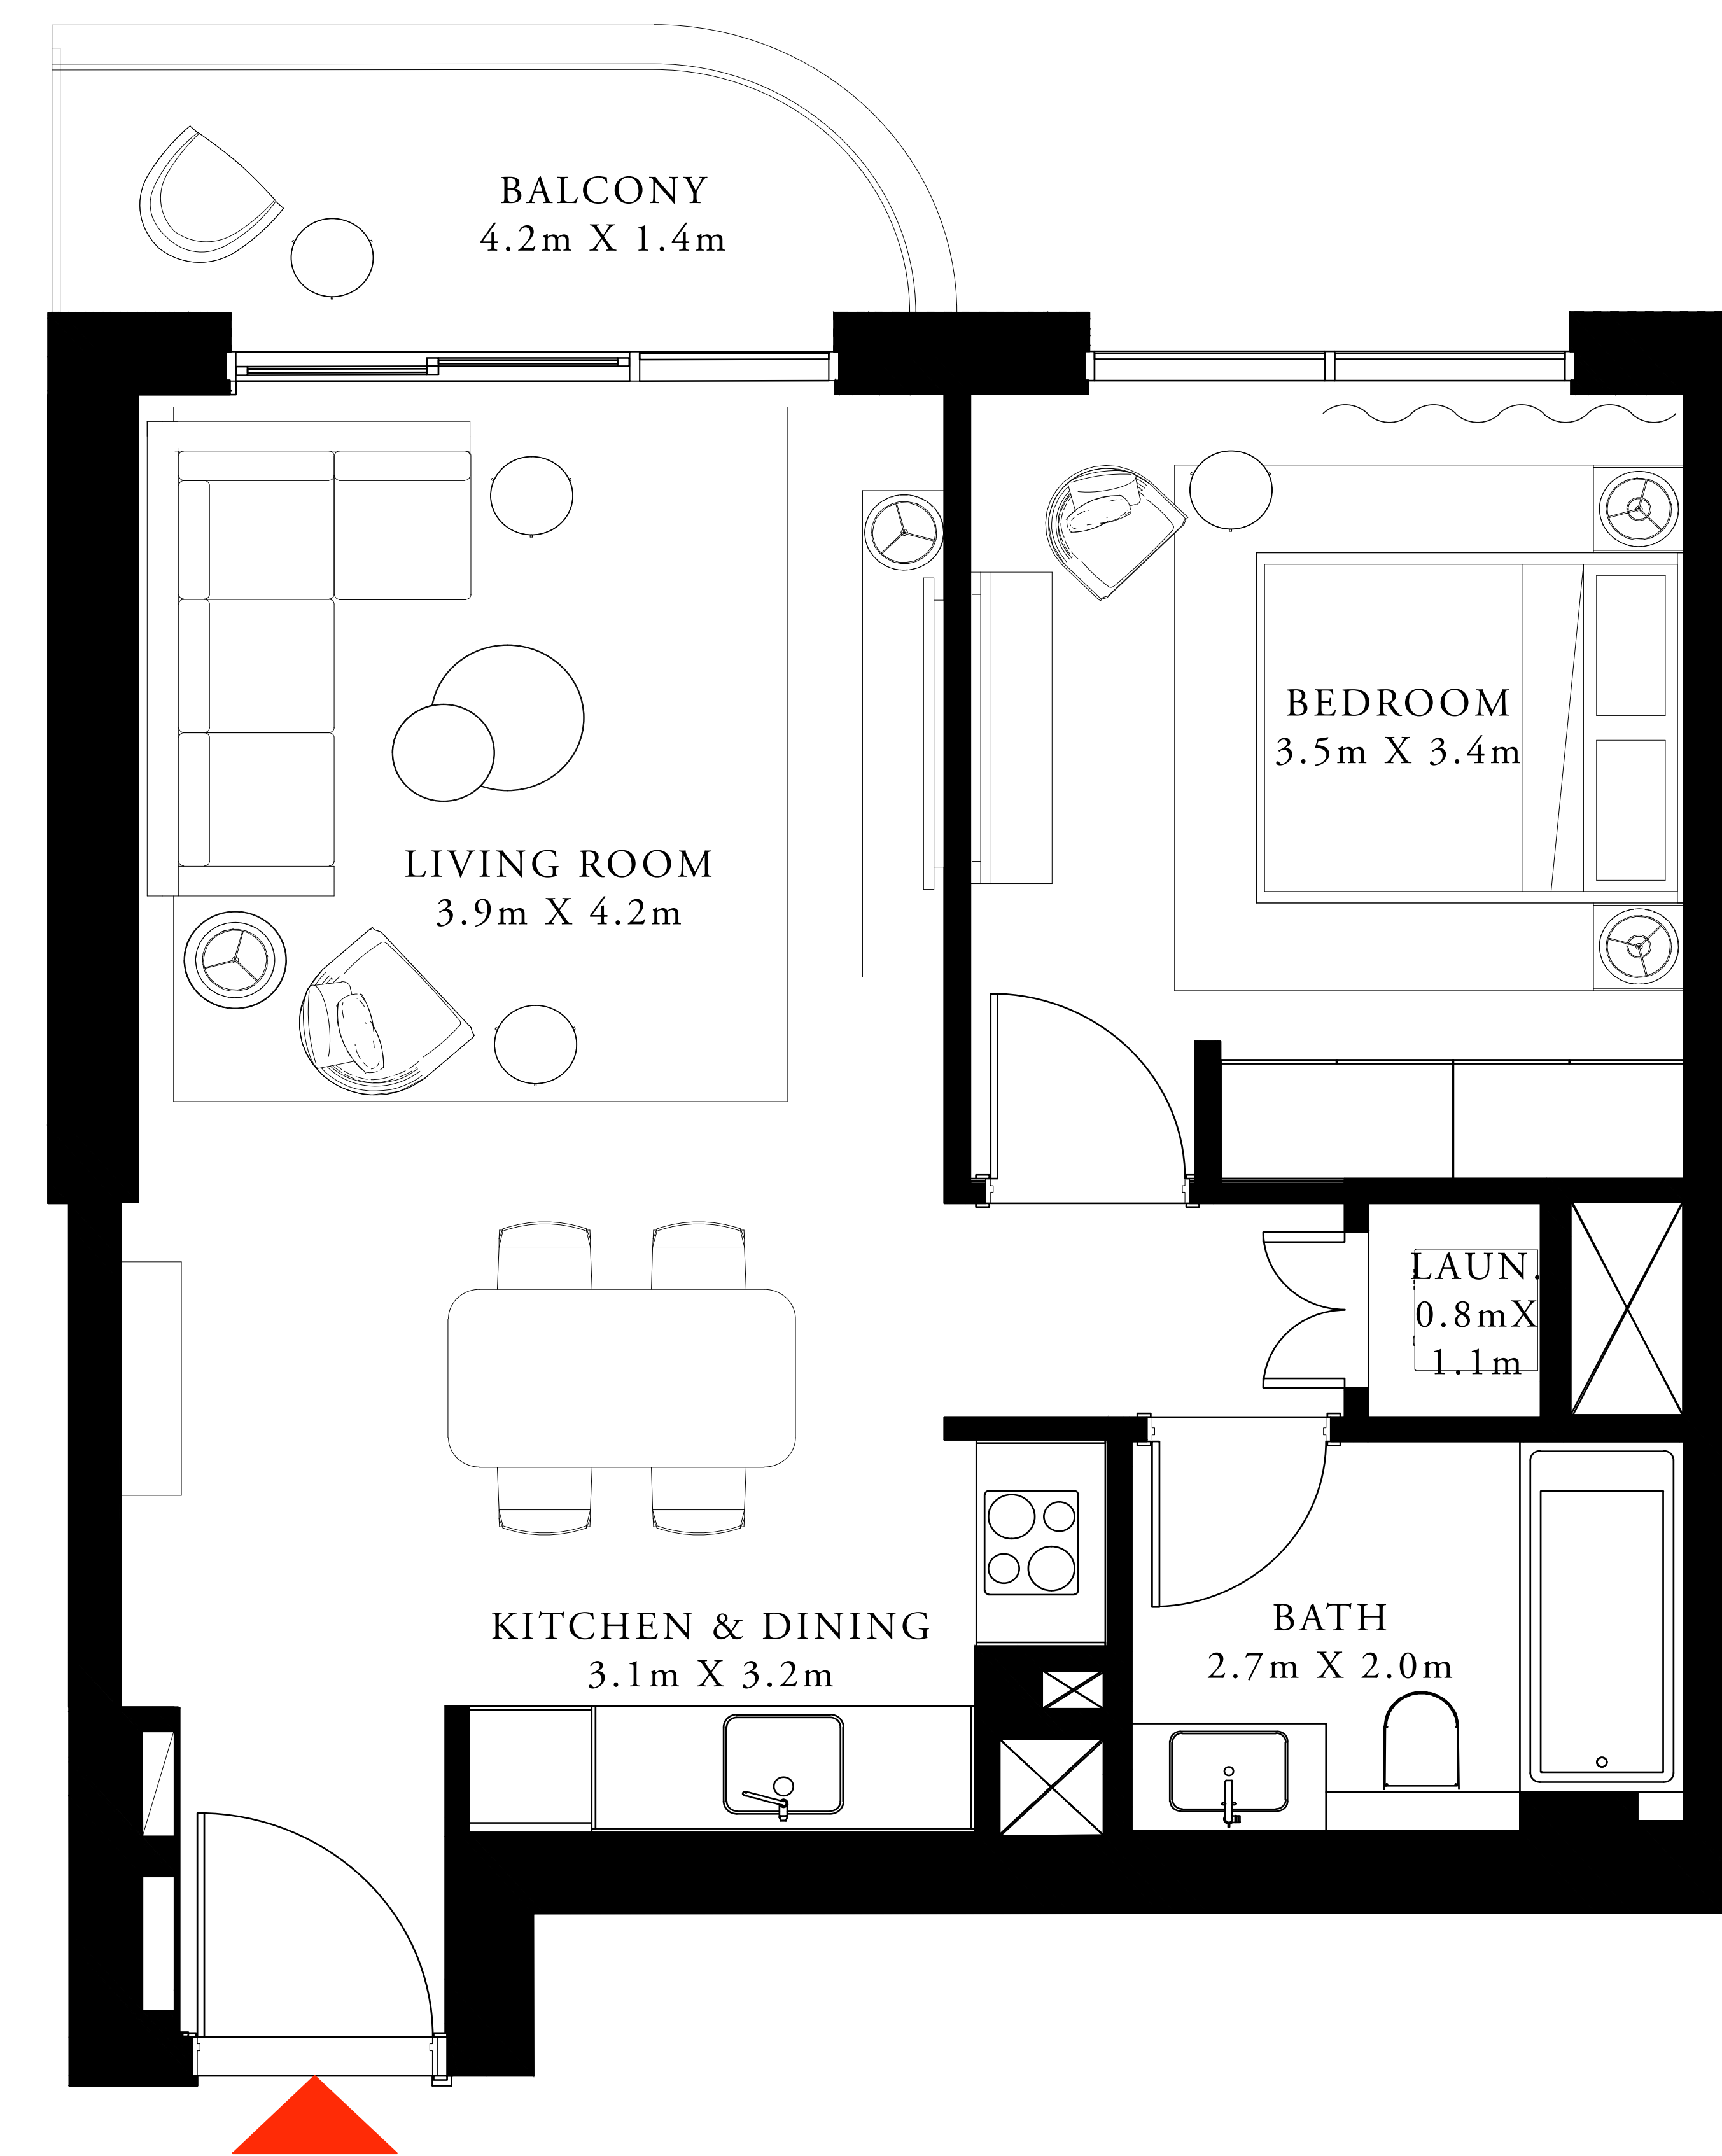 BALCONY
4.2m X 1.4m
BEDROOM
3.5m X 3.4m
LIVING ROOM
3.9m X 4.2m
LAUN.
0.8mX
1.1m
KITCHEN & DINING
3.1m X 3.2m
BATH
2.7m X 2.0m